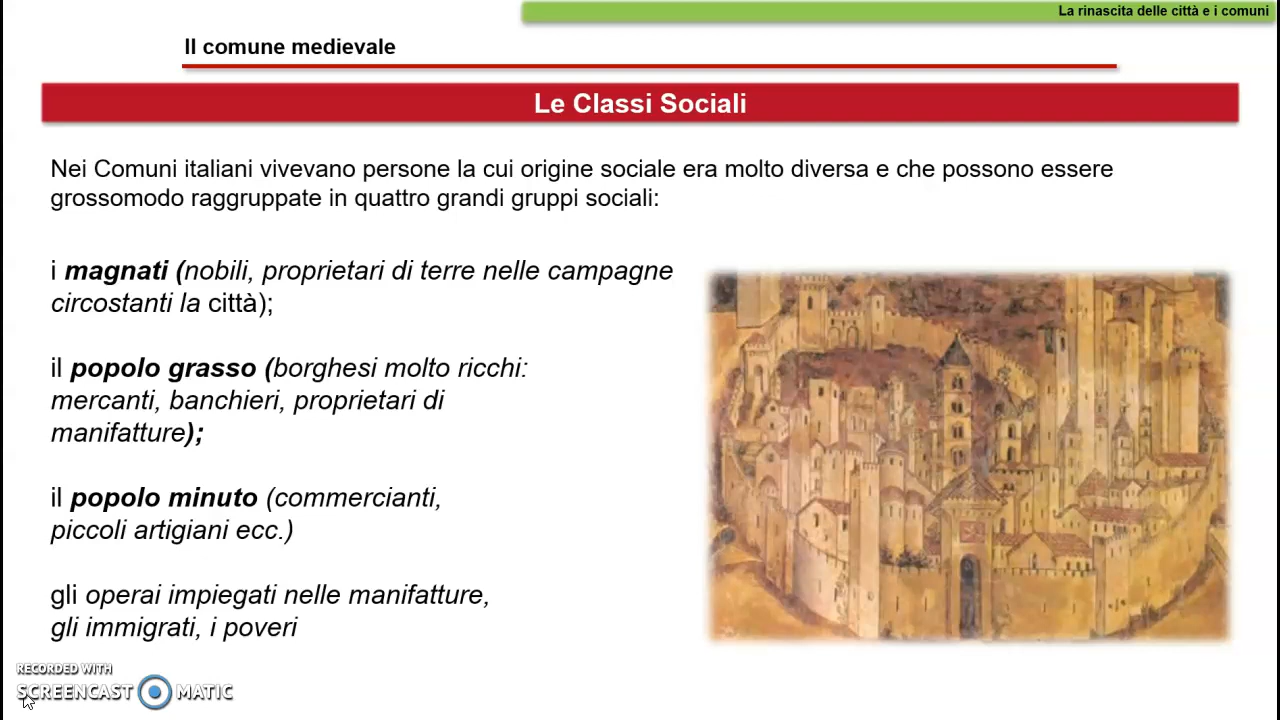 La rinascita delle città e i comuni
Il comune medievale
Le Classi Sociali
Nei Comuni italiani vivevano persone la cui origine sociale era molto diversa e che possono essere
grossomodo raggruppate in quattro grandi gruppi sociali:
i magnati (nobili, proprietari di terre nelle campagne
circostanti la città);
il popolo grasso (borghesi molto ricchi:
mercanti, banchieri, proprietari di
manifatture);
il popolo minuto (commercianti,
piccoli artigiani ecc.)
gli operai impiegati nelle manifatture,
gli immigrati, i poveri
RECORDED WITH
SCREENCAST MATIC